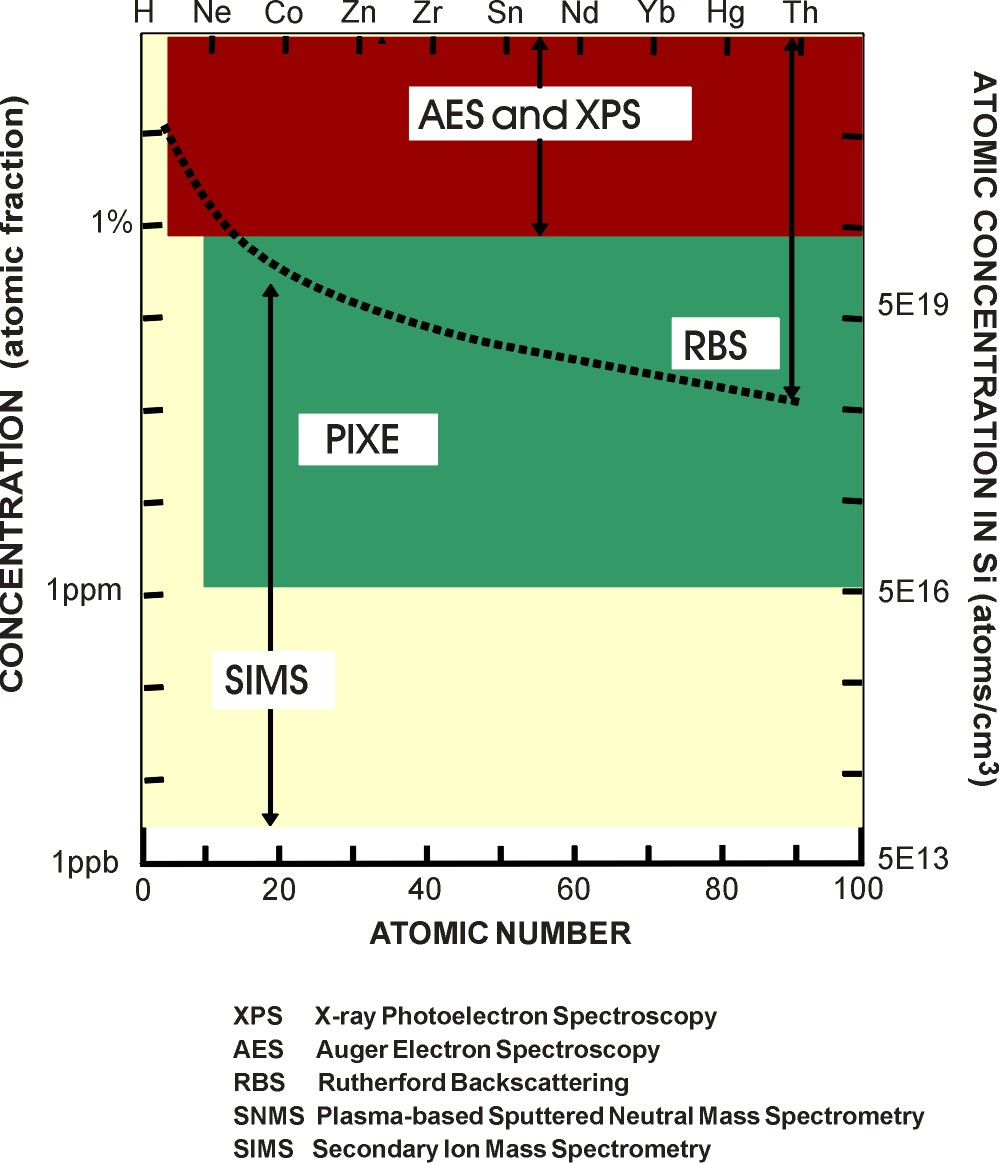 H Ne Co Zn Zr Sn Nd Yb Hg Th
CONCENTRATION (atomic fraction)
ATOMIC CONCENTRATION IN Si (atoms/cm³)
AES and XPS
1%
5E19
RBS
PIXE
1ppm
5E16
SIMS
1ppb
5E13
0 20 40 60 80 100
ATOMIC NUMBER
XPS X-ray Photoelectron Spectroscopy
AES Auger Electron Spectroscopy
RBS Rutherford Backscattering
SNMS Plasma-based Sputtered Neutral Mass Spectrometry
SIMS Secondary Ion Mass Spectrometry